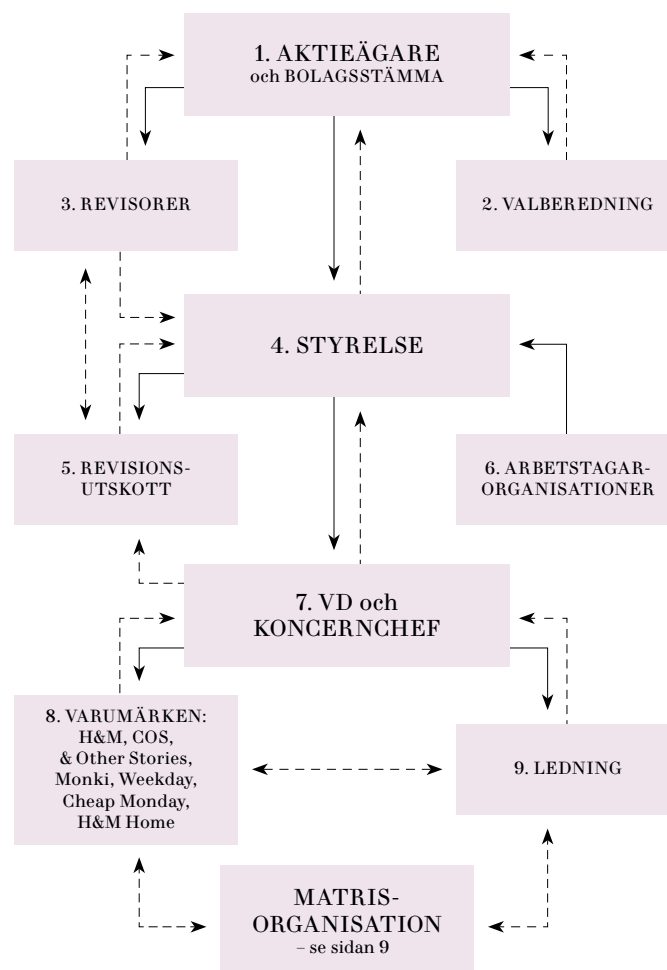 1. AKTIEÄGARE
och BOLAGSSTÄMMA
3. REVISORER
2. VALBEREDNING
4. STYRELSE
5. REVISIONS-
UTSKOTT
6. ARBETSTAGAR-
ORGANISATIONER
7. VD och
KONCERNCHEF
8. VARUMÄRKEN:
H&M, COS,
& Other Stories,
Monki, Weekday,
Cheap Monday,
H&M Home
9. LEDNING
MATRIS-
ORGANISATION
– se sidan 9